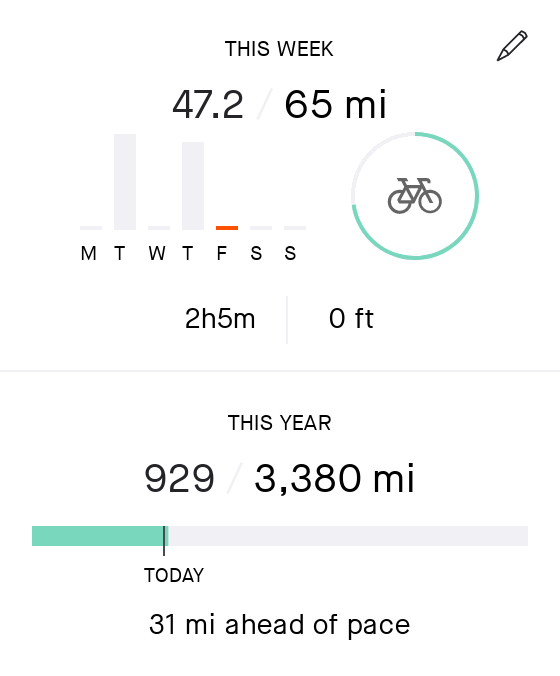 THIS WEEK
47.2 / 65 mi
M T W T F S S
2h5m 0 ft
THIS YEAR
929 / 3,380 mi
TODAY
31 mi ahead of pace